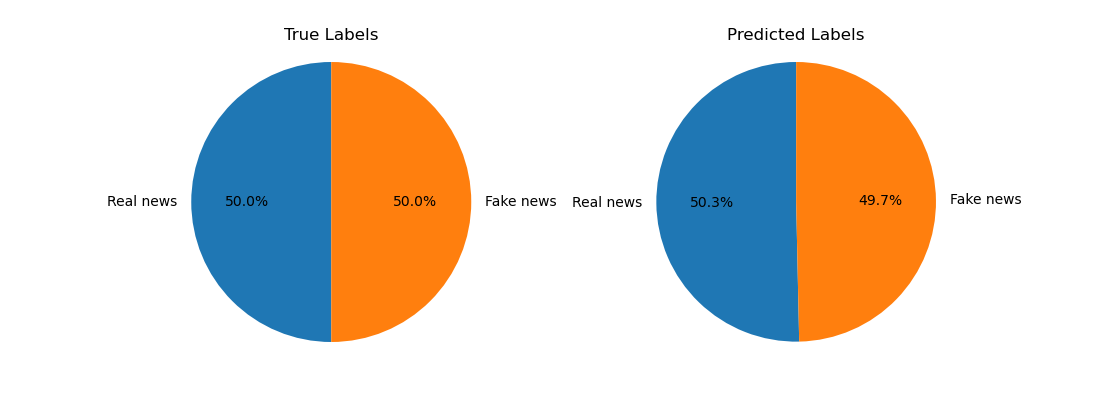 True Labels
Real news
50.0%
50.0%
Fake news
Predicted Labels
Real news
50.3%
49.7%
Fake news